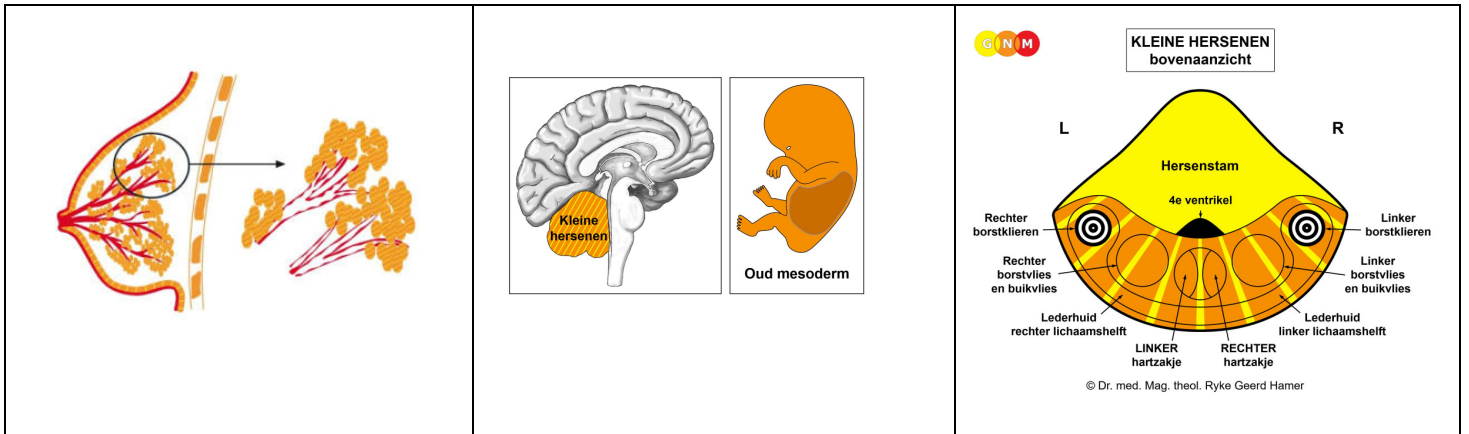 Kleine
hersenen
Oud mesoderm
GNM
KLEINE HERSENEN
bovenaanzicht
L
R
Hersenstam
4e ventrikel
Rechter
borstklieren
Linker
borstklieren
Rechter
borstvlies
en buikvlies
Linker
borstvlies
en buikvlies
Lederhuid
rechter lichaamshelft
Lederhuid
linker lichaamshelft
LINKER
hartzakje
RECHTER
hartzakje
© Dr. med. Mag. theol. Ryke Geerd Hamer